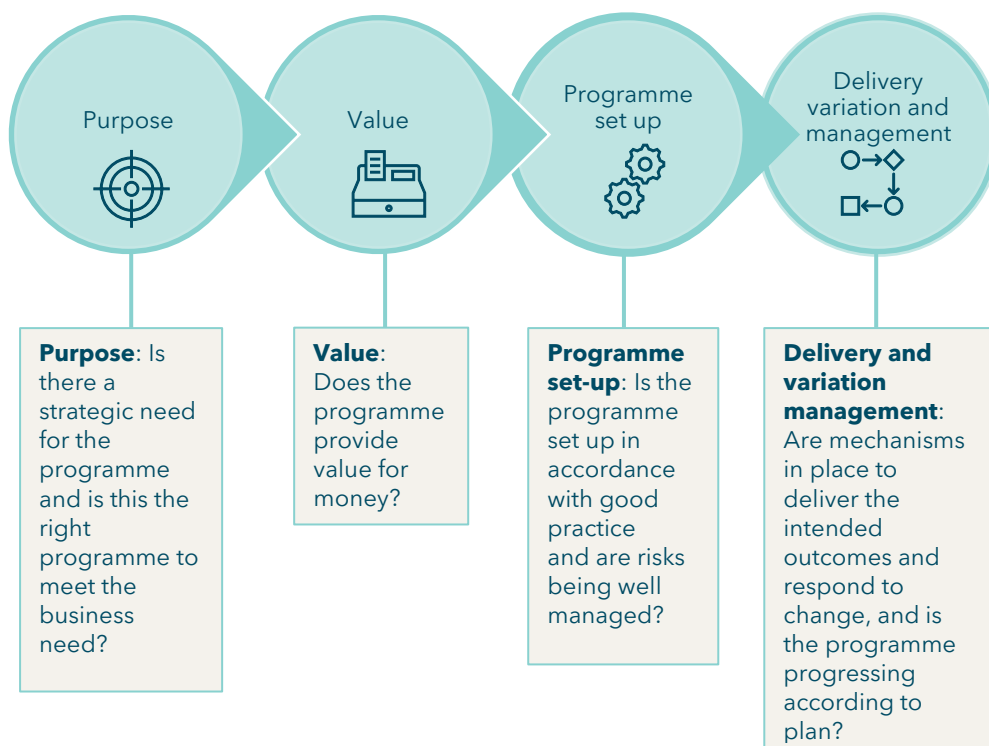 Purpose
Value
Programme
set up
Delivery
variation and
management
Purpose: Is
there a
strategic need
for the
programme
and is this the
right
programme to
meet the
business
need?
Value:
Does the
programme
provide
value for
money?
Programme
set-up: Is the
programme
set up in
accordance
with good
practice
and are risks
being well
managed?
Delivery and
variation
management:
Are mechanisms
in place to
deliver the
intended
outcomes and
respond to
change, and is
the programme
progressing
according to
plan?